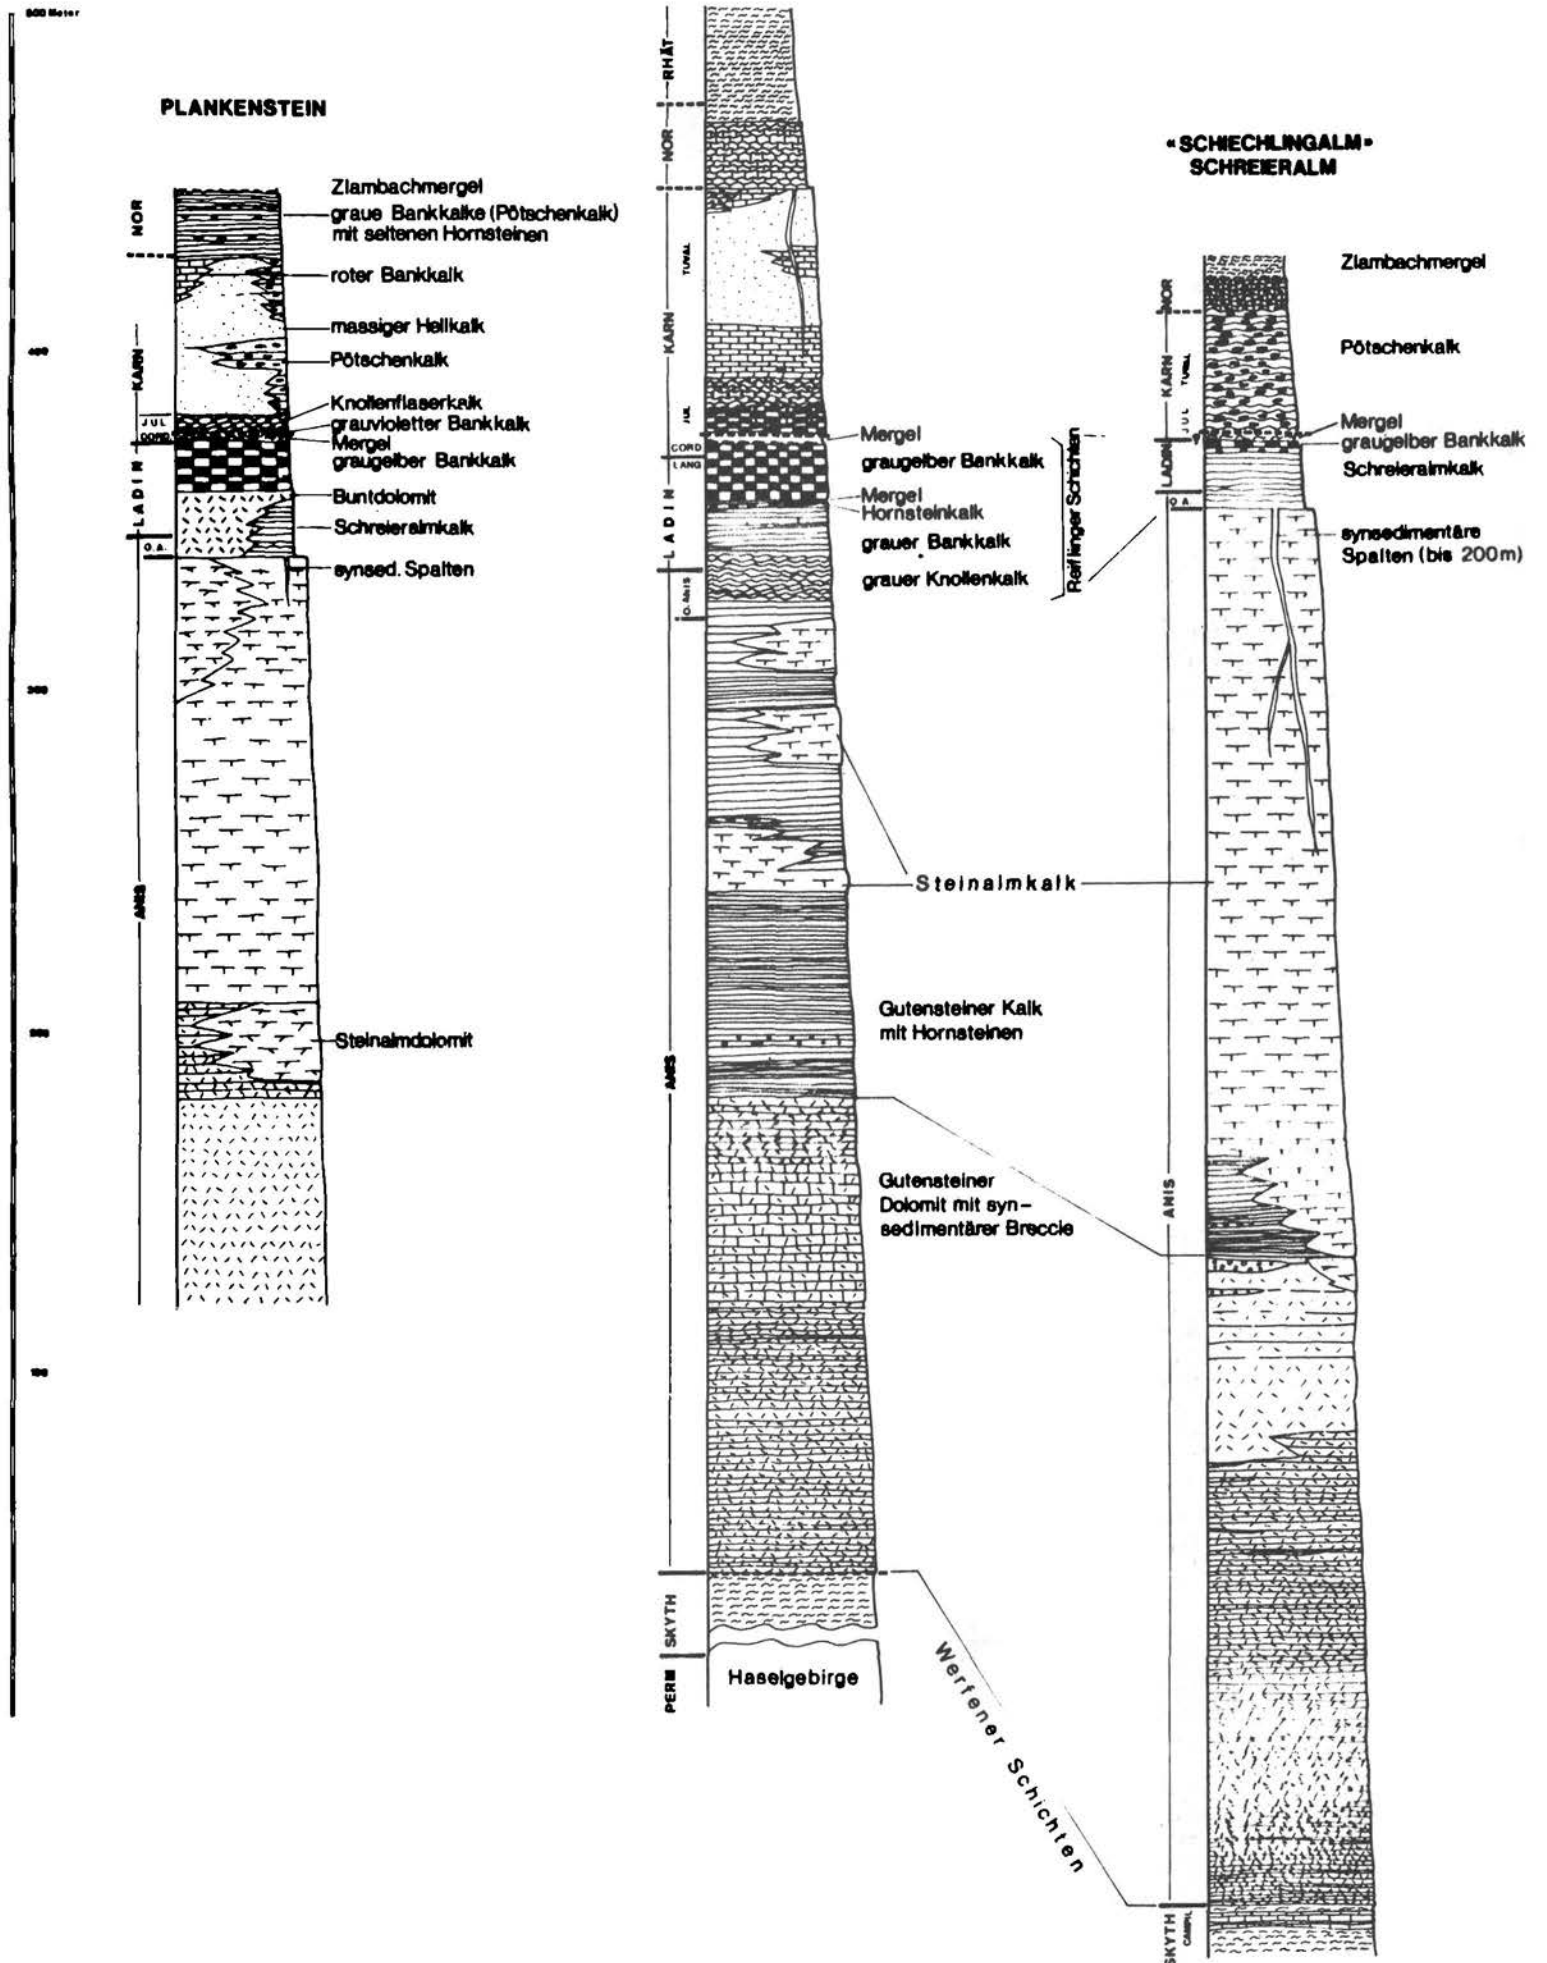 500 Meter
400
300
200
100
PLANKENSTEIN
NOR
KARN
JUL
CORD
LADIN
O.A.
ANIS
Zlambachmergel
graue Bankkalke (Pötschenkalk)
mit seltenen Hornsteinen
roter Bankkalk
massiger Hellkalk
Pötschenkalk
Knollenflaserkalk
grauvioletter Bankkalk
Mergel
graugelber Bankkalk
Buntdolomit
Schreieralmkalk
synsed. Spalten
Steinalmdolomit
RHÄT
NOR
TUVAL
KARN
JUL
CORD
LANG
LADIN
O. ANIS
ANIS
SKYTH
PERM
Mergel
graugelber Bankkalk
Mergel
Hornsteinkalk
grauer Bankkalk
grauer Knollenkalk
Reiflinger Schichten
Steinalmkalk
Gutensteiner Kalk
mit Hornsteinen
Gutensteiner
Dolomit mit syn-
sedimentärer Breccie
Haselgebirge
Werfener Schichten
«SCHIECHLINGALM»
SCHREIERALM
NOR
KARN
TUVAL
JUL
LADIN
O A
ANIS
SKYTH
CAMPIL
Zlambachmergel
Pötschenkalk
Mergel
graugelber Bankkalk
Schreieralmkalk
synsedimentäre
Spalten (bis 200m)